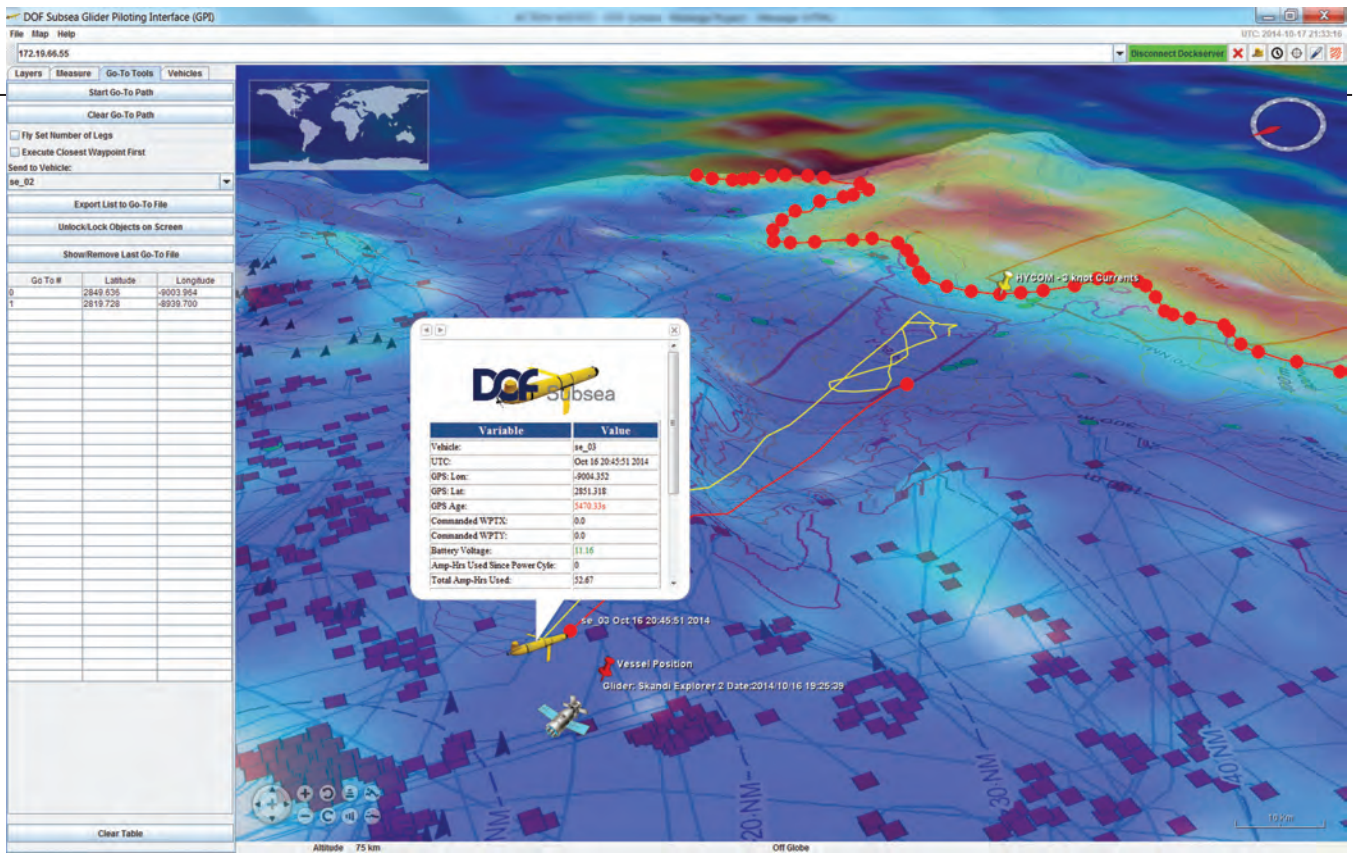 DOF Subsea Glider Piloting Interface (GPI)
File Map Help
UTC: 2014-10-17 21:33:16
172.19.66.55
Disconnect Dockserver
Layers Measure Go-To Tools Vehicles
Start Go-To Path
Clear Go-To Path
Fly Set Number of Legs
Execute Closest Waypoint First
Send to Vehicle:
se_02
Export List to Go-To File
Unlock/Lock Objects on Screen
Show/Remove Last Go-To File
Go To # Latitude Longitude
0 2849.636 -9003.964
1 2819.728 -8939.700
HYCOM - 3 knot Currents
DOF Subsea
Variable Value
Vehicle: se_03
UTC: Oct 16 20:45:51 2014
GPS: Lon: -9004.352
GPS: Lat: 2851.318
GPS Age: 5470.33s
Commanded WPTX: 0.0
Commanded WPTY: 0.0
Battery Voltage: 11.16
Amp-Hrs Used Since Power Cyle: 0
Total Amp-Hrs Used: 52.67
se_03 Oct 16 20:45:51 2014
Vessel Position
Glider: Skandi Explorer 2 Date:2014/10/16 19:25:39
NM
20 NM
30 NM
40 NM
10 km
Clear Table
Altitude 75 km
Off Globe